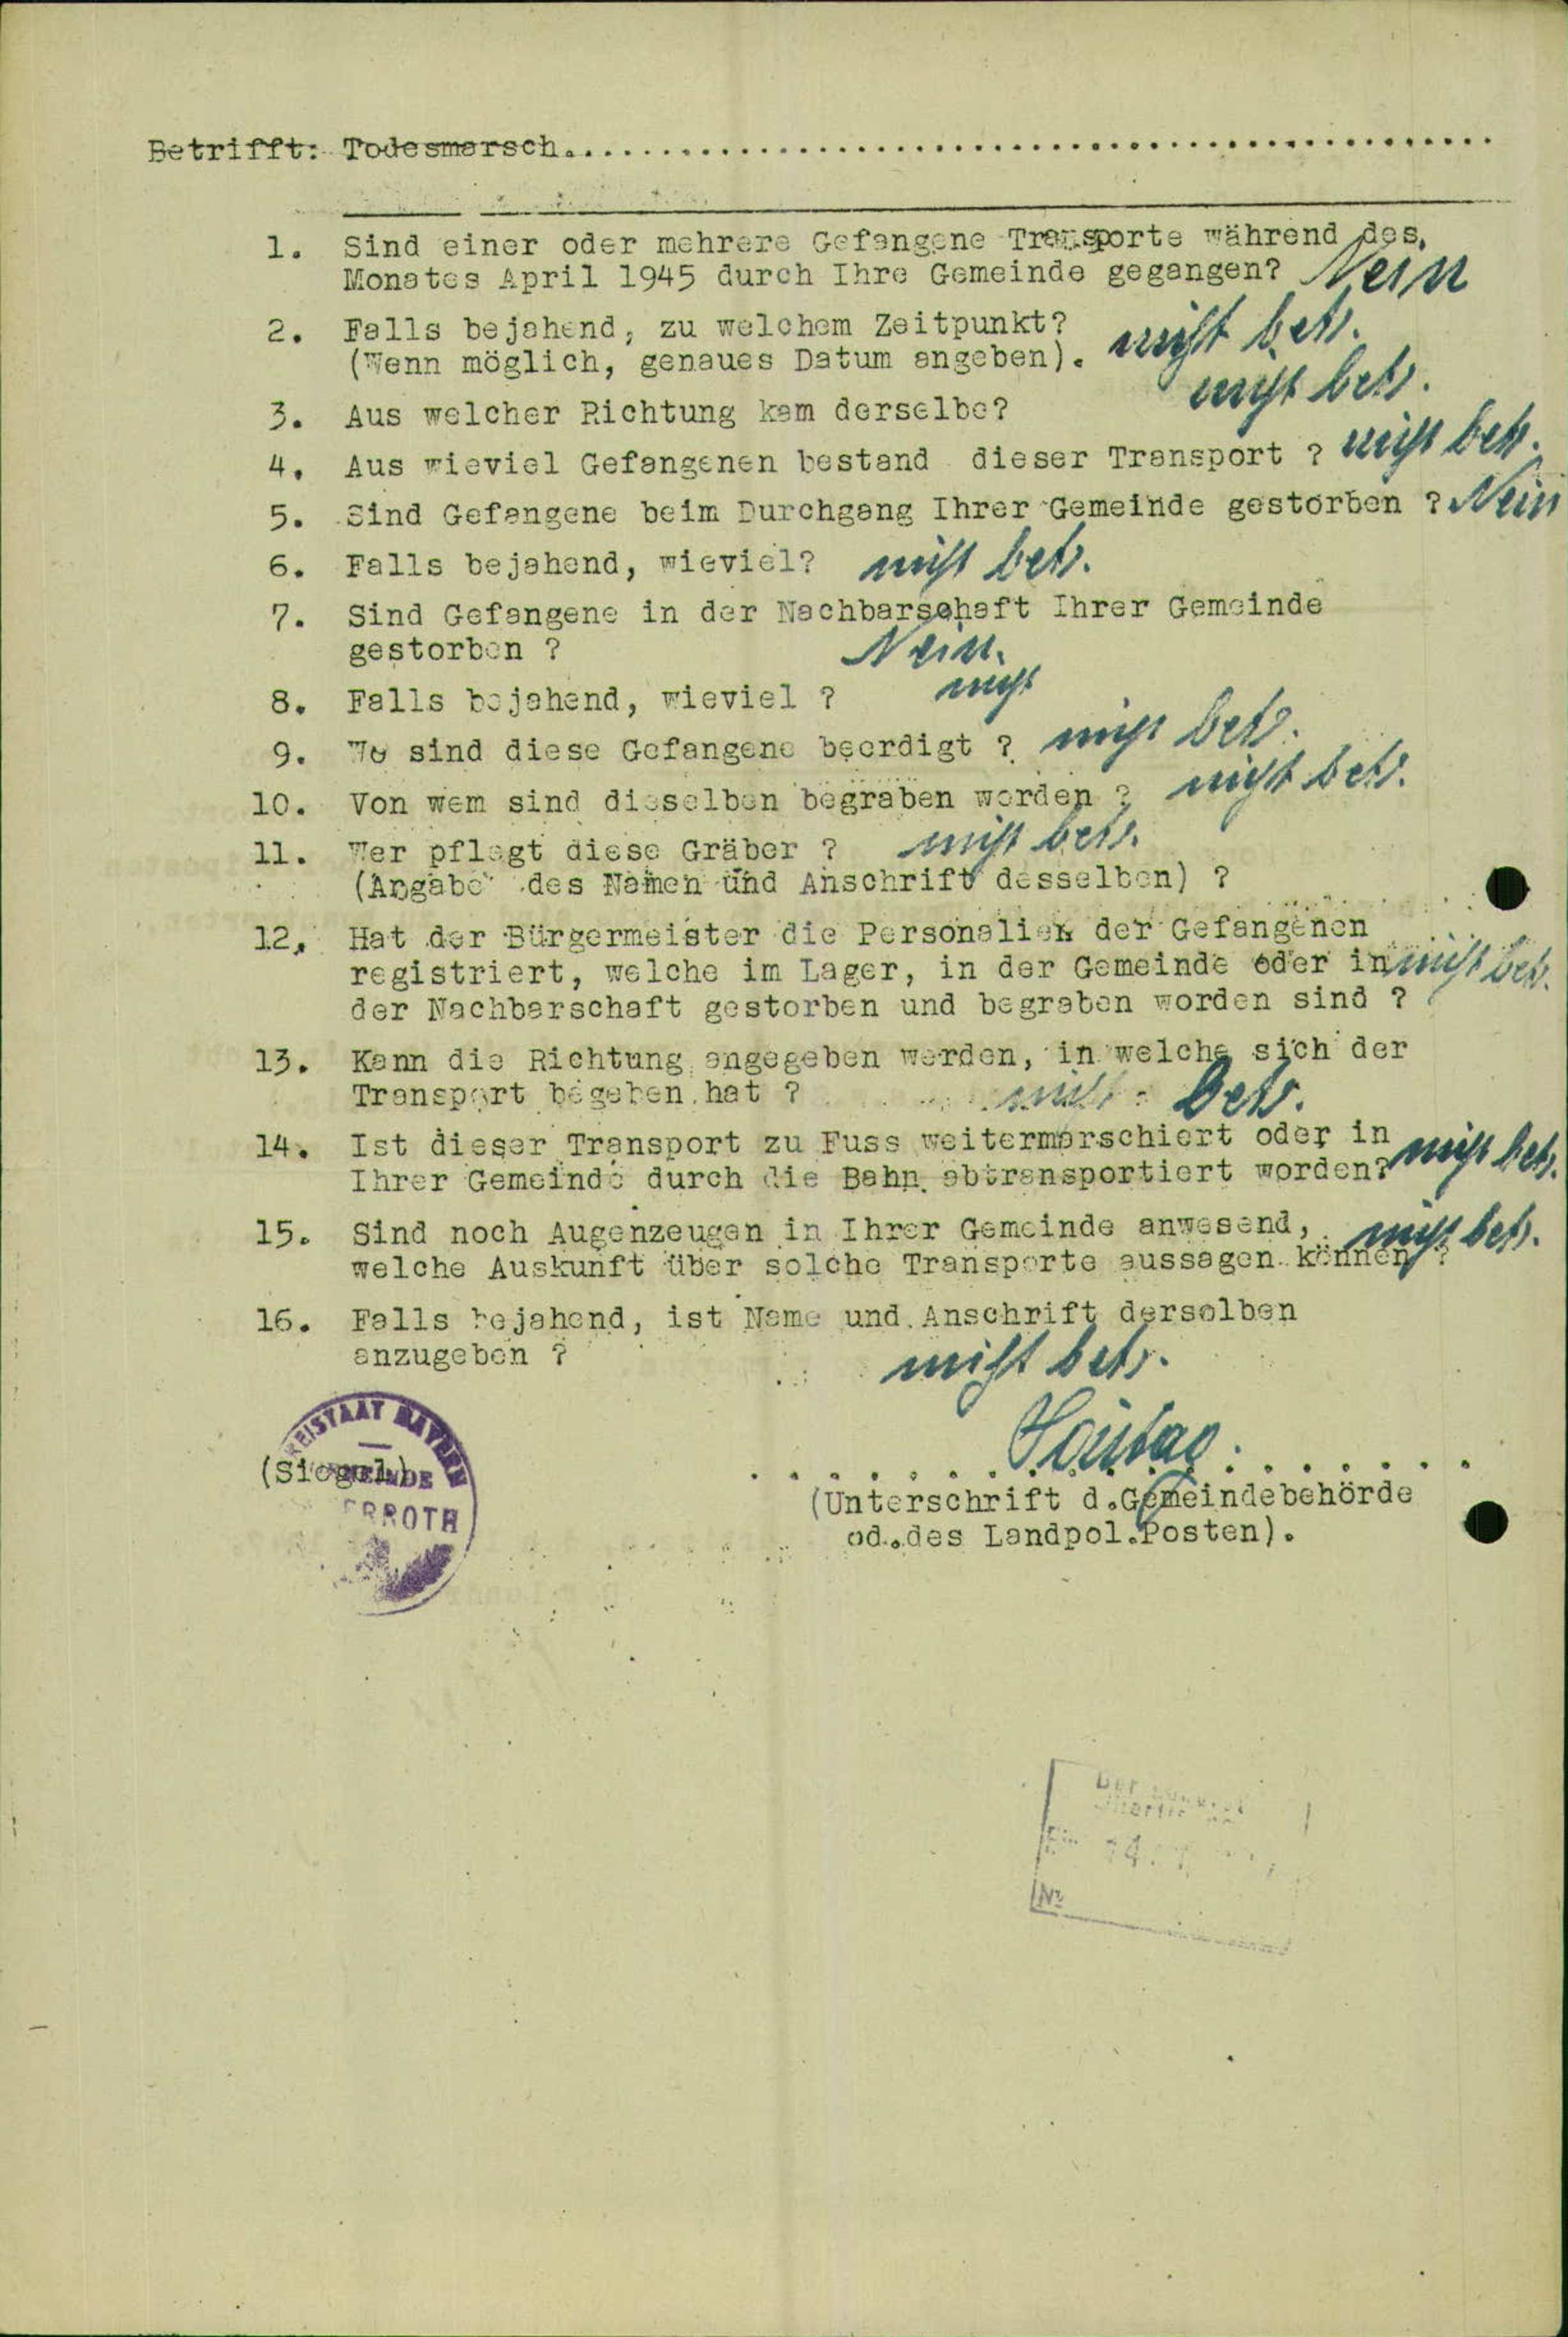 Betrifft: Todesmarsch.................................................
1. Sind einer oder mehrere Gefangene Transporte während des
Monates April 1945 durch Ihre Gemeinde gegangen? Nein
2. Falls bejahend, zu welchem Zeitpunkt?
(Wenn möglich, genaues Datum angeben). nicht betr.
3. Aus welcher Richtung kam derselbe? nicht betr.
4. Aus wieviel Gefangenen bestand dieser Transport ? nicht betr.
5. Sind Gefangene beim Durchgang Ihrer Gemeinde gestorben ? Nein
6. Falls bejahend, wieviel? nicht betr.
7. Sind Gefangene in der Nachbarschaft Ihrer Gemeinde
gestorben ? Nein.
8. Falls bejahend, wieviel ? nicht
9. Wo sind diese Gefangene beerdigt ? nicht betr.
10. Von wem sind dieselben begraben worden ? nicht betr.
11. Wer pflegt diese Gräber ? nicht betr.
(Angabe des Namen und Anschrift desselben) ?
12. Hat der Bürgermeister die Personalien der Gefangenen
registriert, welche im Lager, in der Gemeinde oder in nicht betr.
der Nachbarschaft gestorben und begraben worden sind ?
13. Kann die Richtung angegeben werden, in welche sich der
Transport begeben hat ? nicht betr.
14. Ist dieser Transport zu Fuss weitermarschiert oder in
Ihrer Gemeinde durch die Bahn abtransportiert worden? nicht betr.
15. Sind noch Augenzeugen in Ihrer Gemeinde anwesend, nicht betr.
welche Auskunft über solche Transporte aussagen können ?
16. Falls bejahend, ist Name und Anschrift derselben
anzugeben ? nicht betr.
(Siegel)
(Unterschrift d.Gemeindebehörde
od.des Landpol.Posten).
Nr